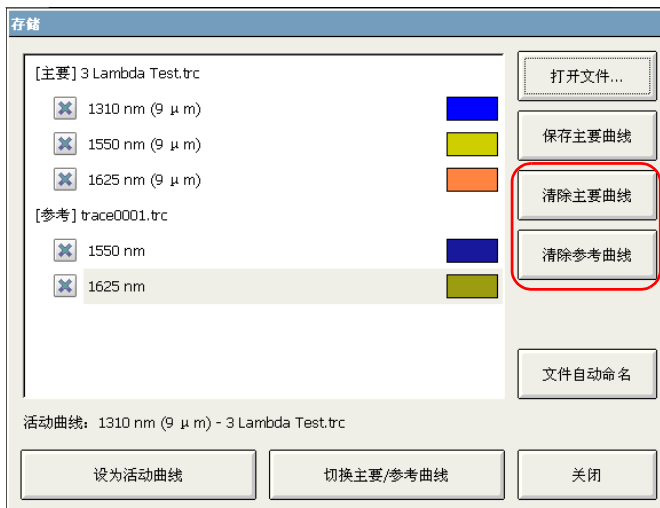 存储
[主要] 3 Lambda Test.trc
1310 nm (9 μm)
1550 nm (9 μm)
1625 nm (9 μm)
[参考] trace0001.trc
1550 nm
1625 nm
打开文件...
保存主要曲线
清除主要曲线
清除参考曲线
文件自动命名
活动曲线: 1310 nm (9 μm) - 3 Lambda Test.trc
设为活动曲线
切换主要/参考曲线
关闭